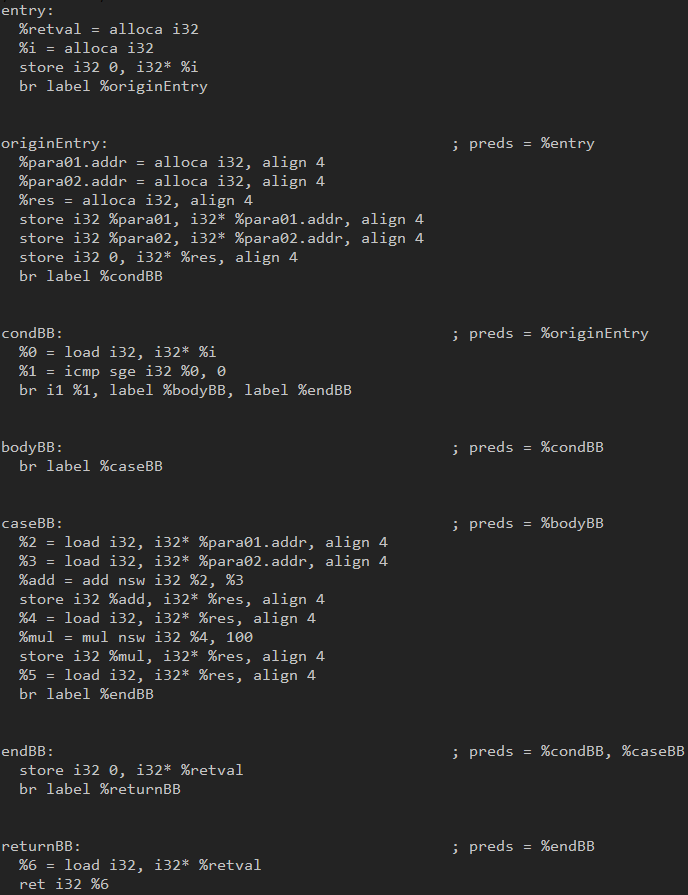 entry:
  %retval = alloca i32
  %i = alloca i32
  store i32 0, i32* %i
  br label %originEntry
originEntry:                                      ; preds = %entry
  %para01.addr = alloca i32, align 4
  %para02.addr = alloca i32, align 4
  %res = alloca i32, align 4
  store i32 %para01, i32* %para01.addr, align 4
  store i32 %para02, i32* %para02.addr, align 4
  store i32 0, i32* %res, align 4
  br label %condBB
condBB:                                           ; preds = %originEntry
  %0 = load i32, i32* %i
  %1 = icmp sge i32 %0, 0
  br i1 %1, label %bodyBB, label %endBB
bodyBB:                                           ; preds = %condBB
  br label %caseBB
caseBB:                                           ; preds = %bodyBB
  %2 = load i32, i32* %para01.addr, align 4
  %3 = load i32, i32* %para02.addr, align 4
  %add = add nsw i32 %2, %3
  store i32 %add, i32* %res, align 4
  %4 = load i32, i32* %res, align 4
  %mul = mul nsw i32 %4, 100
  store i32 %mul, i32* %res, align 4
  %5 = load i32, i32* %res, align 4
  br label %endBB
endBB:                                            ; preds = %condBB, %caseBB
  store i32 0, i32* %retval
  br label %returnBB
returnBB:                                         ; preds = %endBB
  %6 = load i32, i32* %retval
  ret i32 %6